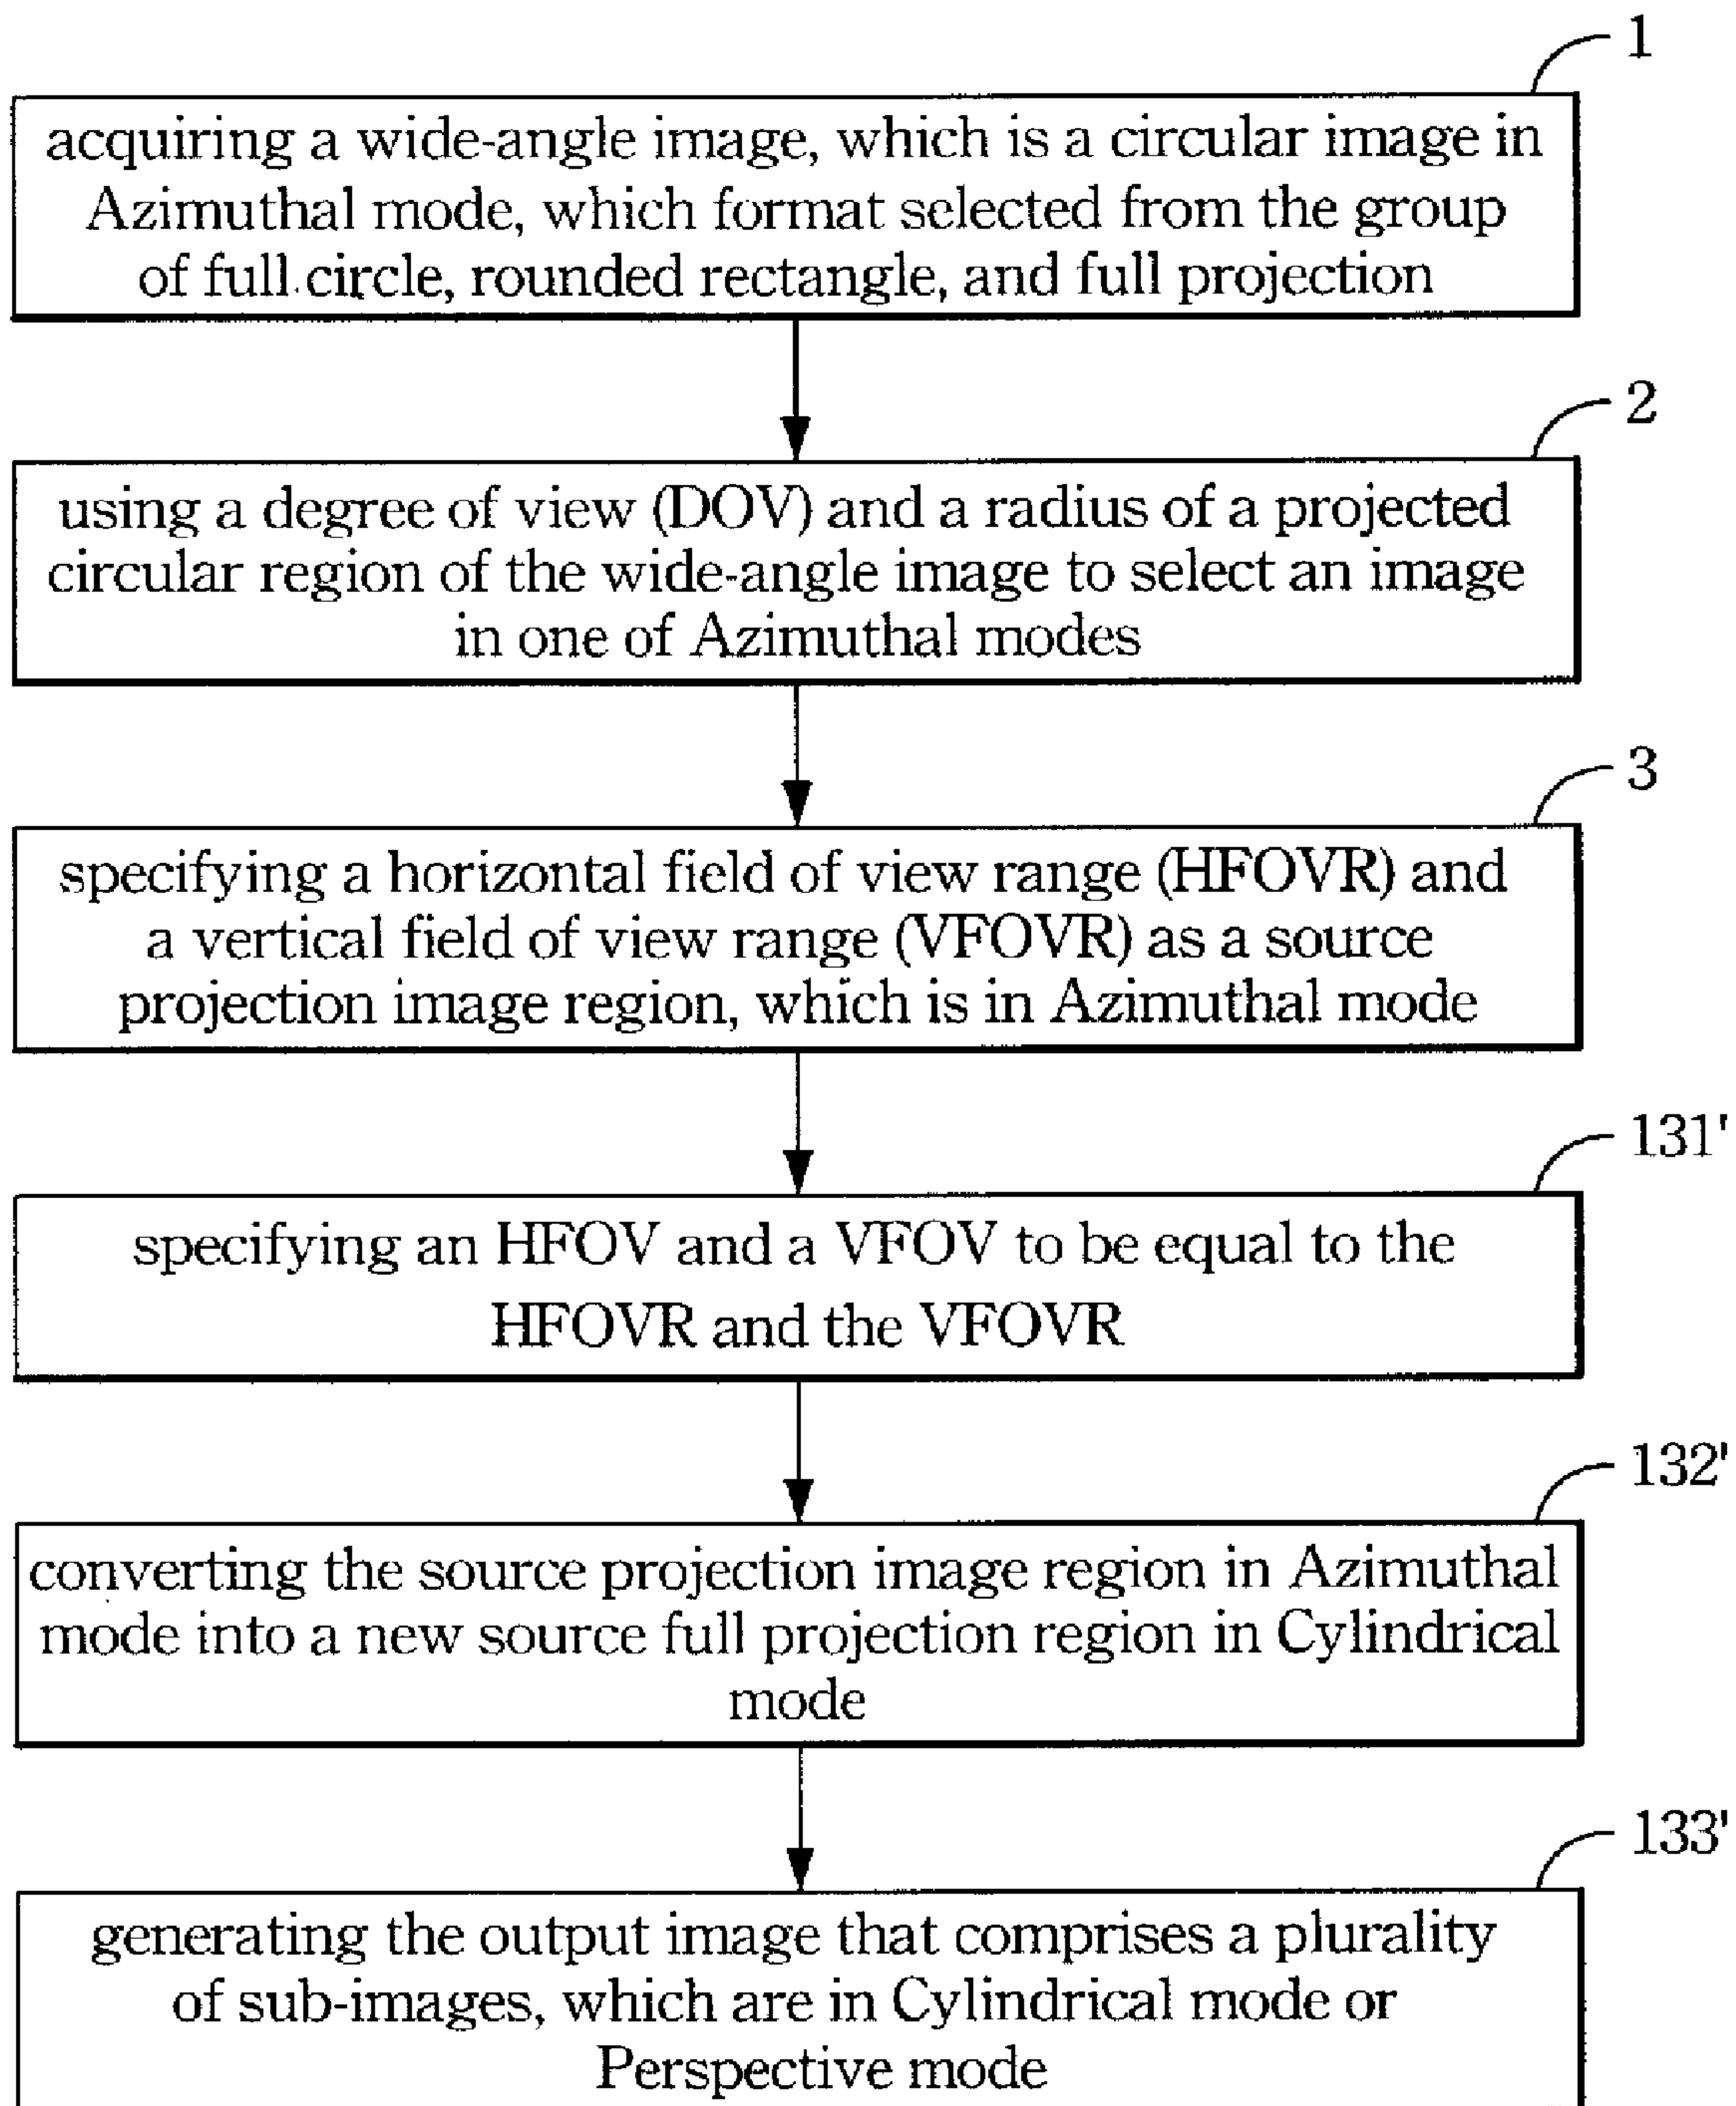 1
acquiring a wide-angle image, which is a circular image in
Azimuthal mode, which format selected from the group
of full circle, rounded rectangle, and full projection
2
using a degree of view (DOV) and a radius of a projected
circular region of the wide-angle image to select an image
in one of Azimuthal modes
3
specifying a horizontal field of view range (HFOVR) and
a vertical field of view range (VFOVR) as a source
projection image region, which is in Azimuthal mode
131'
specifying an HFOV and a VFOV to be equal to the
HFOVR and the VFOVR
132'
converting the source projection image region in Azimuthal
mode into a new source full projection region in Cylindrical
mode
133'
generating the output image that comprises a plurality
of sub-images, which are in Cylindrical mode or
Perspective mode